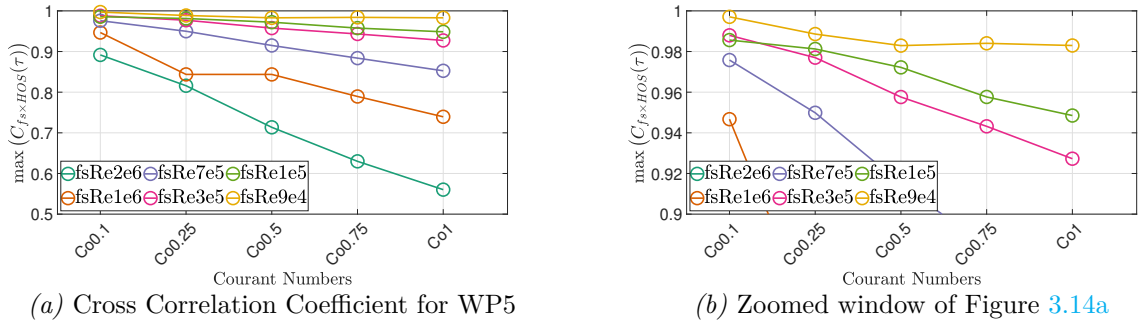 max (C_{fs×HOS}(τ))
1
0.9
0.8
0.7
0.6
0.5
fsRe2e6 fsRe7e5 fsRe1e5
fsRe1e6 fsRe3e5 fsRe9e4
Co0.1 Co0.25 Co0.5 Co0.75 Co1
Courant Numbers
(a) Cross Correlation Coefficient for WP5
max (C_{fs×HOS}(τ))
1
0.98
0.96
0.94
0.92
0.9
fsRe2e6 fsRe7e5 fsRe1e5
fsRe1e6 fsRe3e5 fsRe9e4
Co0.1 Co0.25 Co0.5 Co0.75 Co1
Courant Numbers
(b) Zoomed window of Figure 3.14a